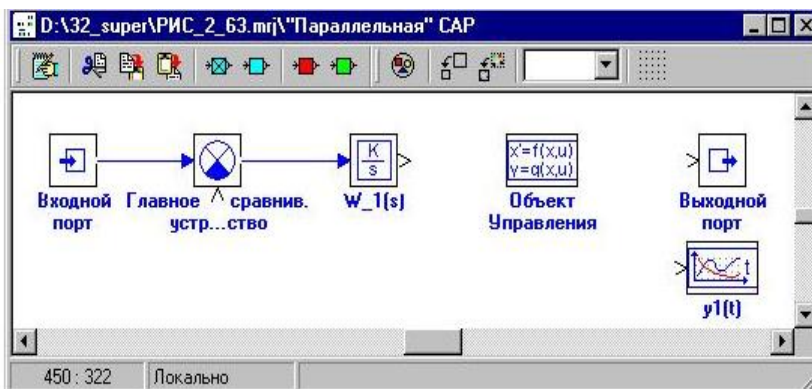 D:\32_super\РИС_2_63.mrj\"Параллельная" САР
K
s
x'=f(x,u)
y=q(x,u)
t
Входной
порт
Главное сравнив.
устр...ство
W_1(s)
Объект
Управления
Выходной
порт
y1(t)
450 : 322 Локально